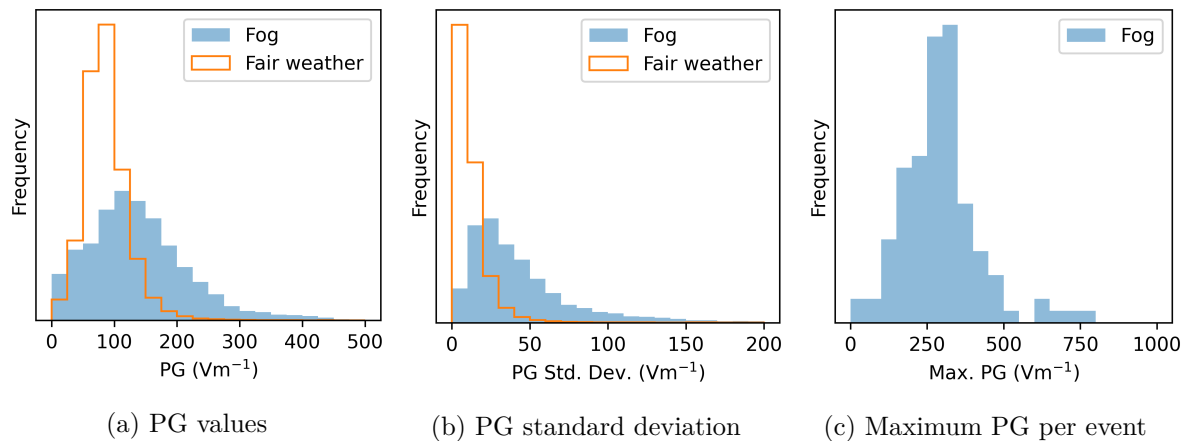 Fog
Fair weather
Frequency
0 100 200 300 400 500
PG (Vm⁻¹)
(a) PG values
Fog
Fair weather
Frequency
0 50 100 150 200
PG Std. Dev. (Vm⁻¹)
(b) PG standard deviation
Fog
Frequency
0 250 500 750 1000
Max. PG (Vm⁻¹)
(c) Maximum PG per event